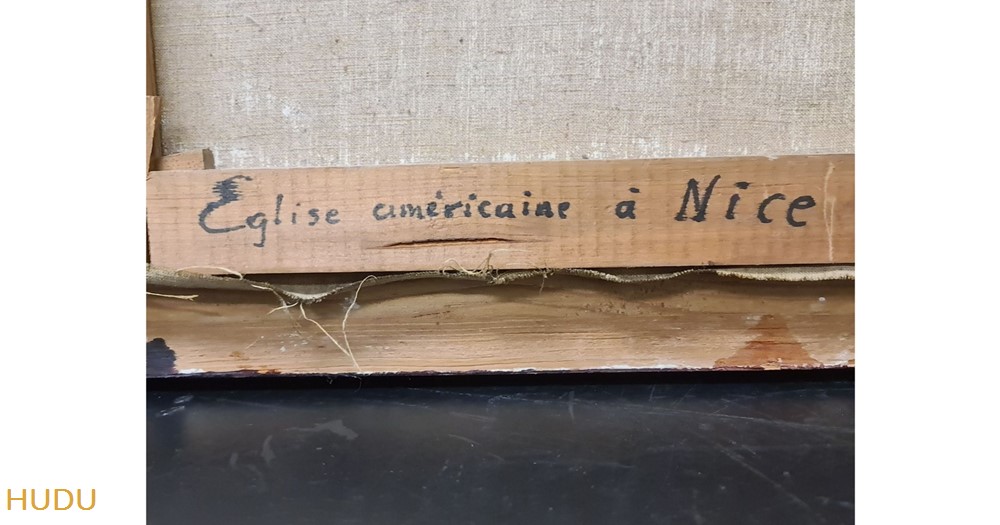 Eglise américaine à Nice
HUDU